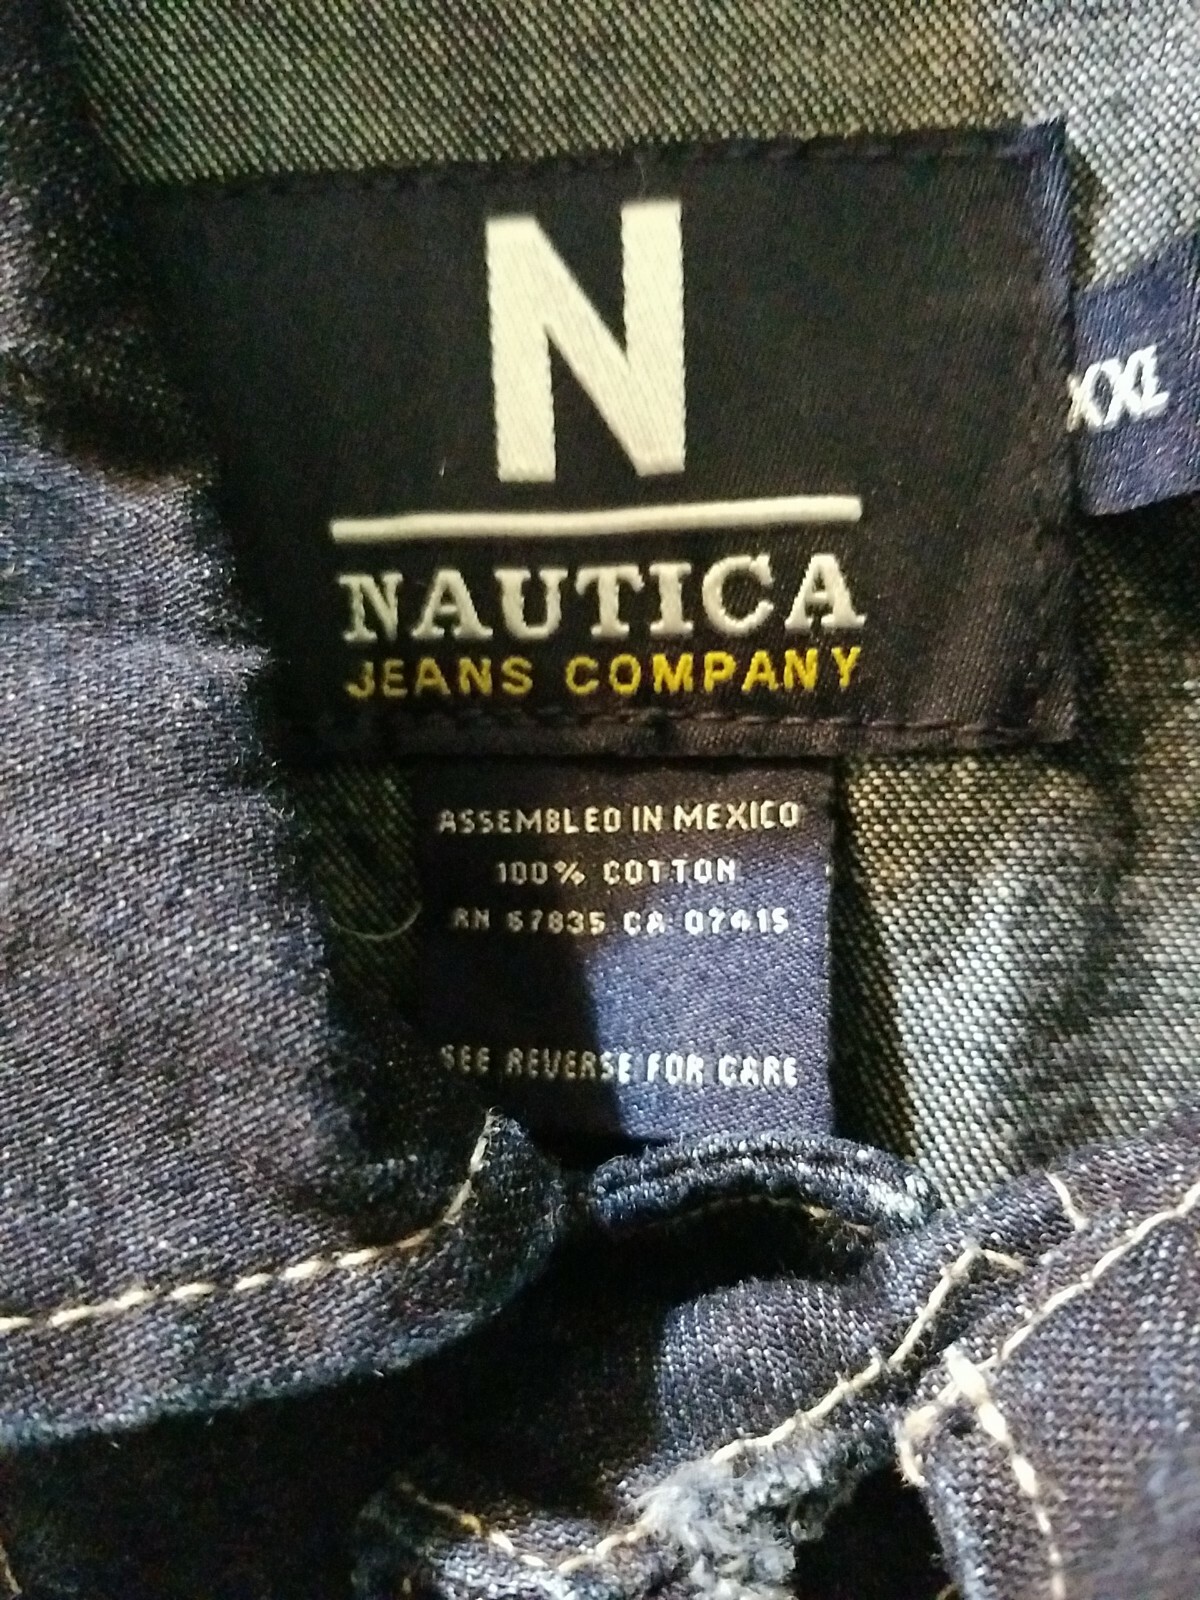 N
NAUTICA
JEANS COMPANY
XXL
ASSEMBLED IN MEXICO
100% COTTON
RN 67835 CA 07415
SEE REVERSE FOR CARE